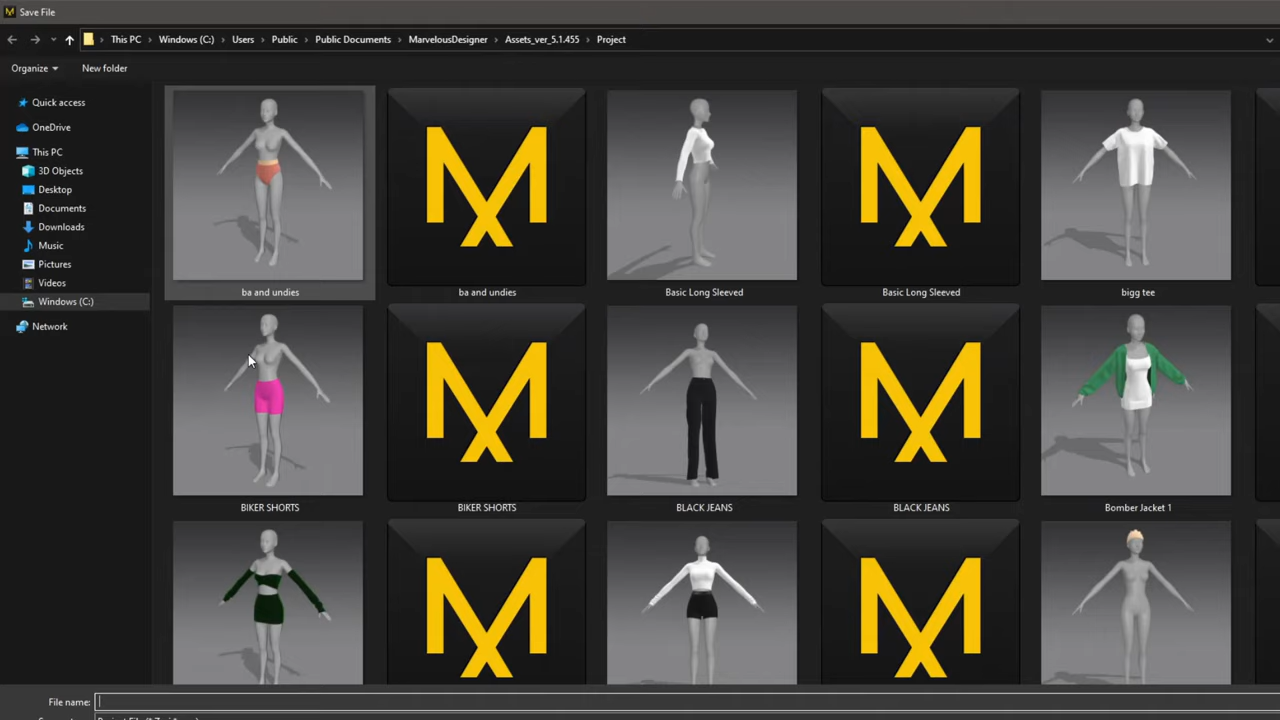 Save File
This PC > Windows (C:) > Users > Public > Public Documents > MarvelousDesigner > Assets_ver_5.1.455 > Project
Organize
New folder
Quick access
OneDrive
This PC
3D Objects
Desktop
Documents
Downloads
Music
Pictures
Videos
Windows (C:)
Network
ba and undies
ba and undies
Basic Long Sleeved
Basic Long Sleeved
bigg tee
BIKER SHORTS
BIKER SHORTS
BLACK JEANS
BLACK JEANS
Bomber Jacket 1
File name: